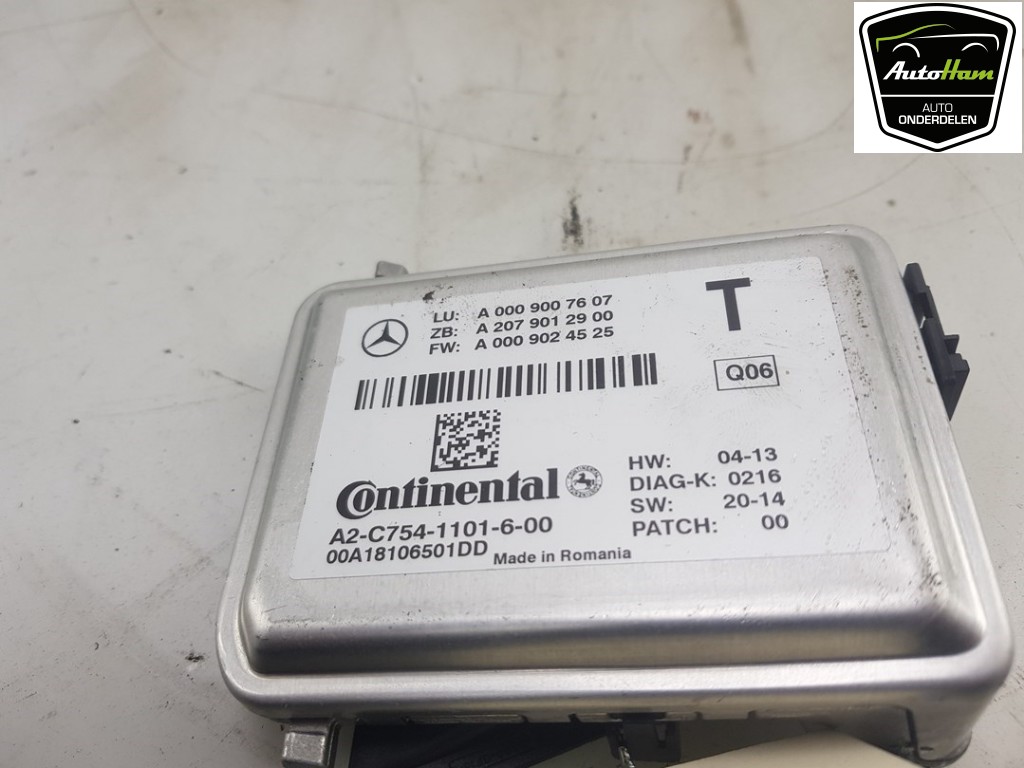 AutoHam
AUTO
ONDERDELEN
LU: A 000 900 76 07
ZB: A 207 901 29 00
FW: A 000 902 45 25
T
Q06
Continental
A2-C754-1101-6-00
00A18106501DD
Made in Romania
HW: 04-13
DIAG-K: 0216
SW: 20-14
PATCH: 00